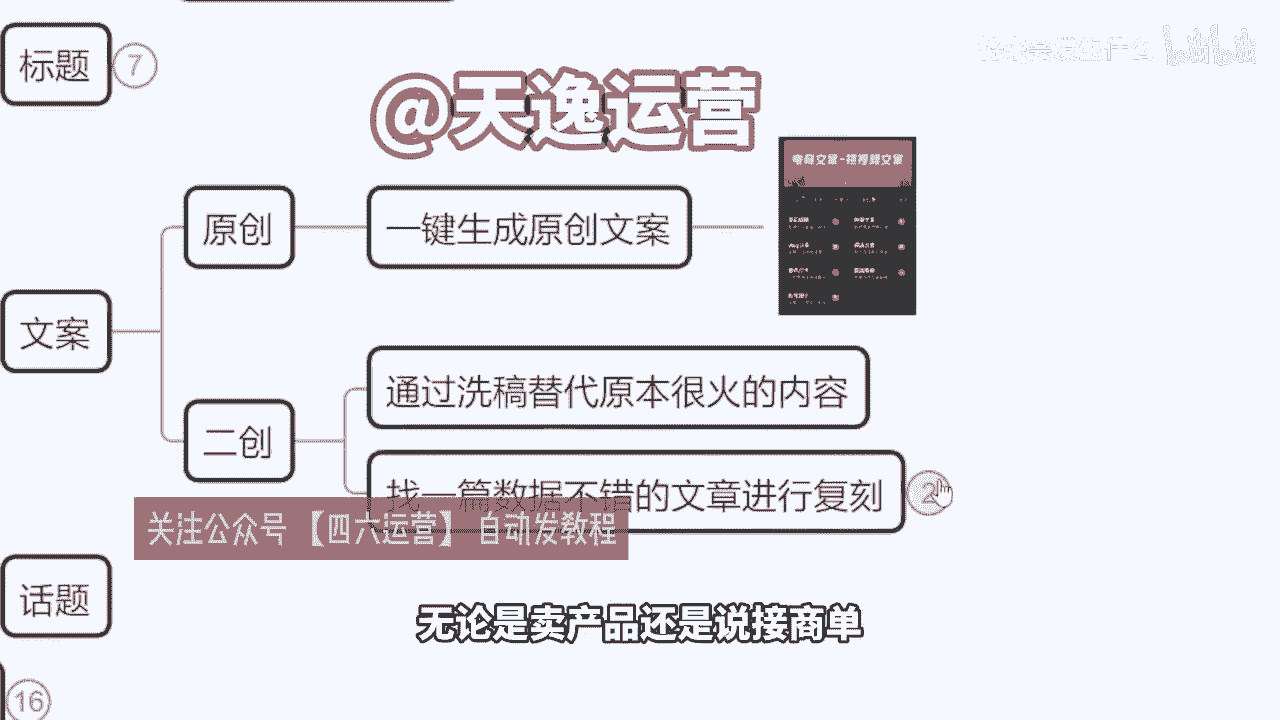 标题
7
@天逸运营
原创
一键生成原创文案
文案
通过洗稿替代原本很火的内容
二创
找一篇数据不错的文章进行复刻
2
关注公众号 【四六运营】 自动发教程
话题
无论是卖产品还是说接商单
16
bilibili